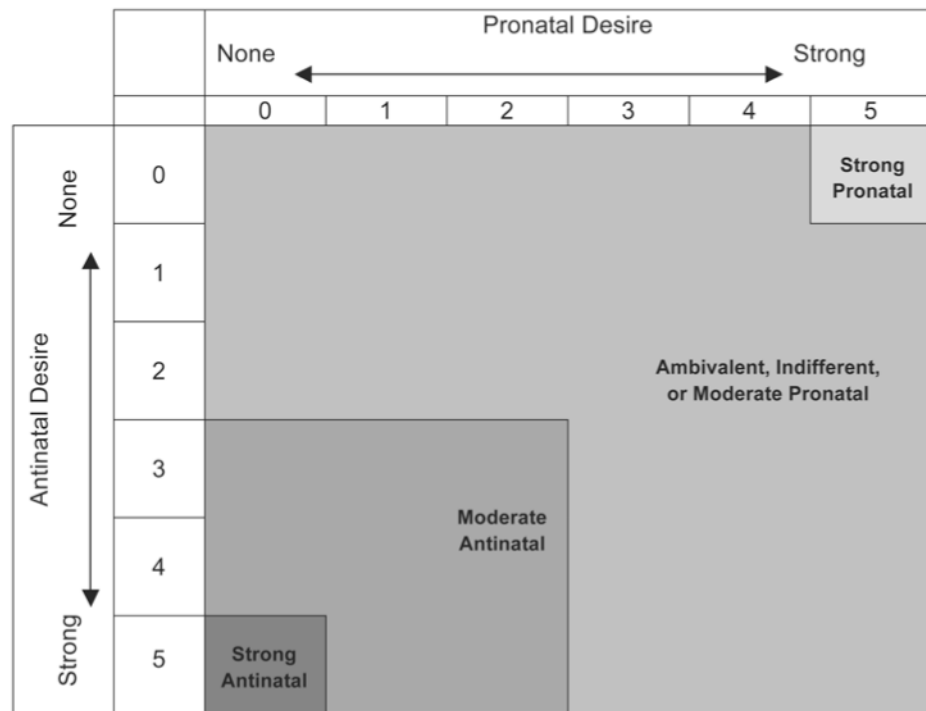 Pronatal Desire
None
Strong
0 1 2 3 4 5
None
Antinatal Desire
Strong
0
1
2
3
4
5
Strong
Pronatal
Ambivalent, Indifferent,
or Moderate Pronatal
Moderate
Antinatal
Strong
Antinatal